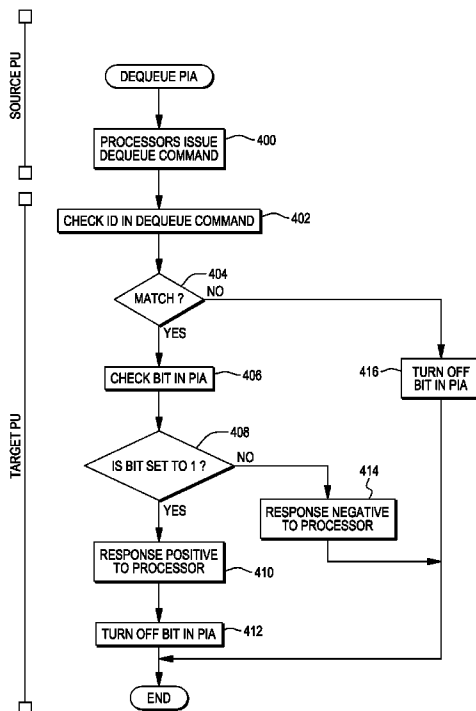 SOURCE PU
DEQUEUE PIA
PROCESSORS ISSUE
DEQUEUE COMMAND
400
TARGET PU
CHECK ID IN DEQUEUE COMMAND
402
404
MATCH ?
NO
YES
CHECK BIT IN PIA
406
416
TURN OFF
BIT IN PIA
408
IS BIT SET TO 1 ?
NO
YES
414
RESPONSE NEGATIVE
TO PROCESSOR
RESPONSE POSITIVE
TO PROCESSOR
410
TURN OFF BIT IN PIA
412
END